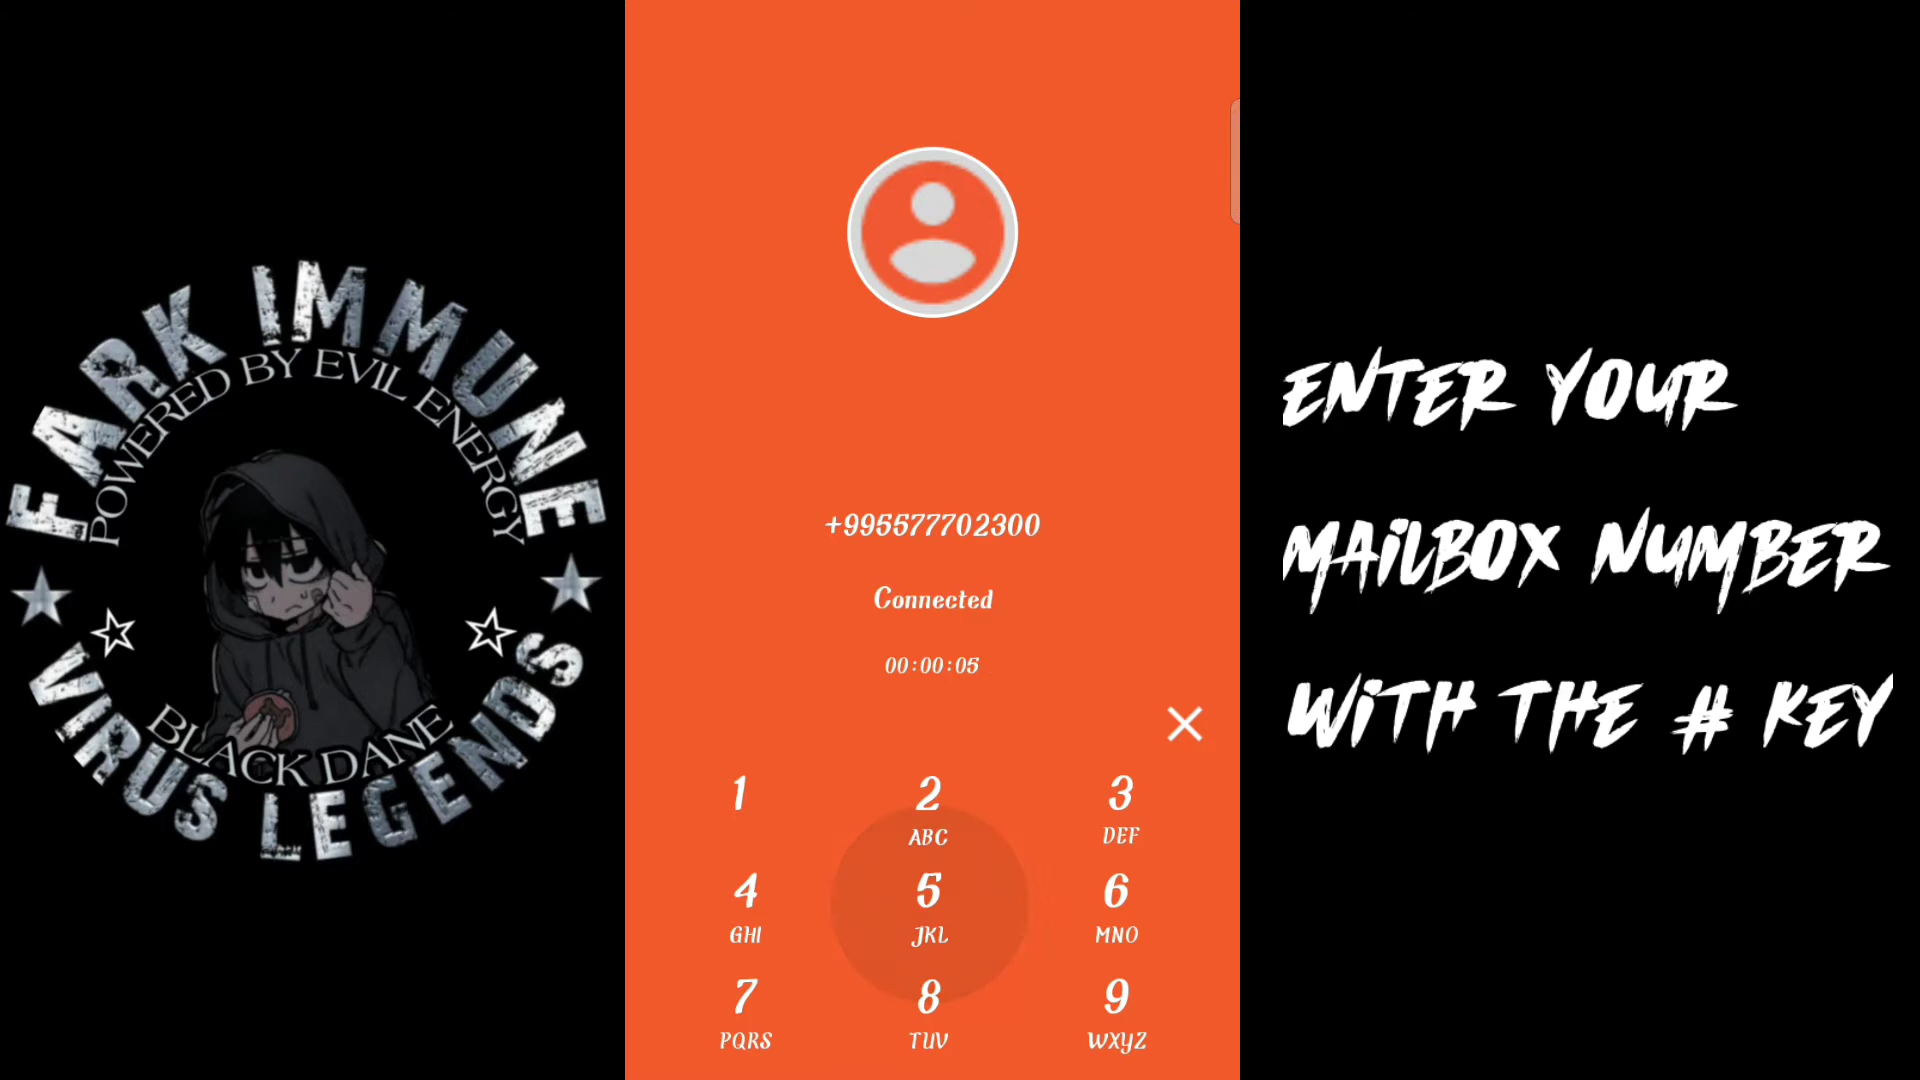 FARK IMMUNE
POWERED BY EVIL ENERGY
BLACK DANE
VIRUS LEGENDS
+995577702300
Connected
00:00:05
1
2
3
ABC
DEF
4
5
6
GHI
JKL
MNO
7
8
9
PQRS
TUV
WXYZ
ENTER YOUR
MAILBOX NUMBER
WITH THE # KEY